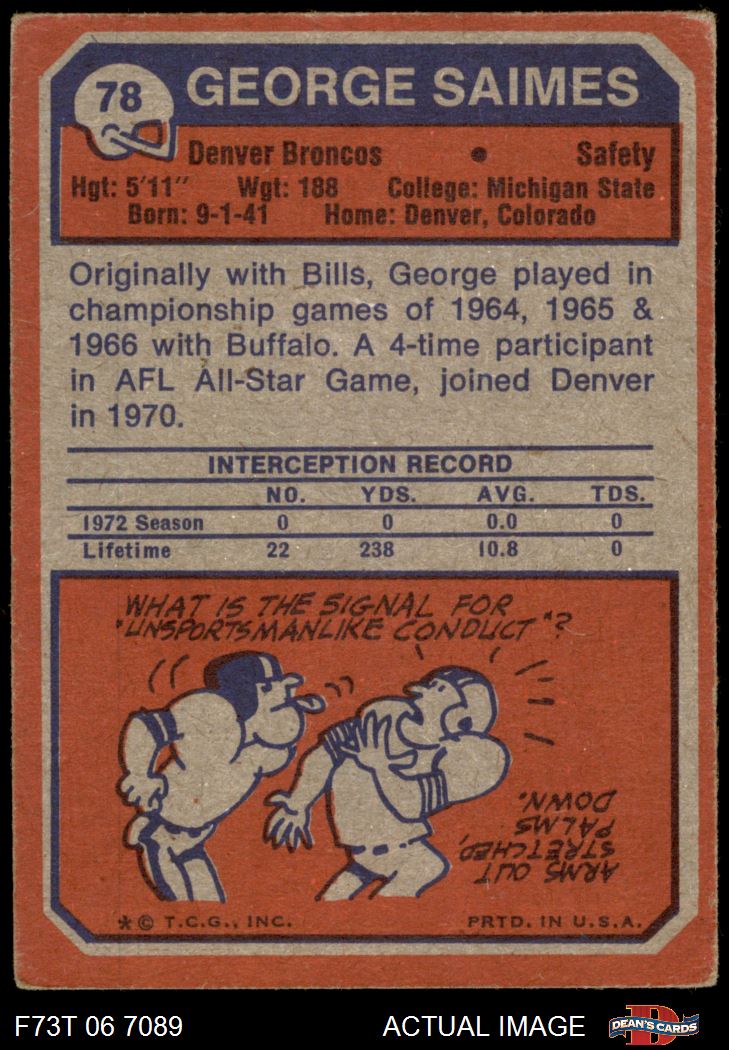 78 GEORGE SAIMES
Denver Broncos • Safety
Hgt: 5'11" Wgt: 188 College: Michigan State
Born: 9-1-41 Home: Denver, Colorado
Originally with Bills, George played in
championship games of 1964, 1965 &
1966 with Buffalo. A 4-time participant
in AFL All-Star Game, joined Denver
in 1970.
INTERCEPTION RECORD
NO. YDS. AVG. TDS.
1972 Season 0 0 0.0 0
Lifetime 22 238 10.8 0
WHAT IS THE SIGNAL FOR
"UNSPORTSMANLIKE CONDUCT"?
ARMS OUT
STRETCHED,
PALMS
DOWN.
* © T.C.G., INC. PRTD. IN U.S.A.
F73T 06 7089 ACTUAL IMAGE D DEAN'S CARDS